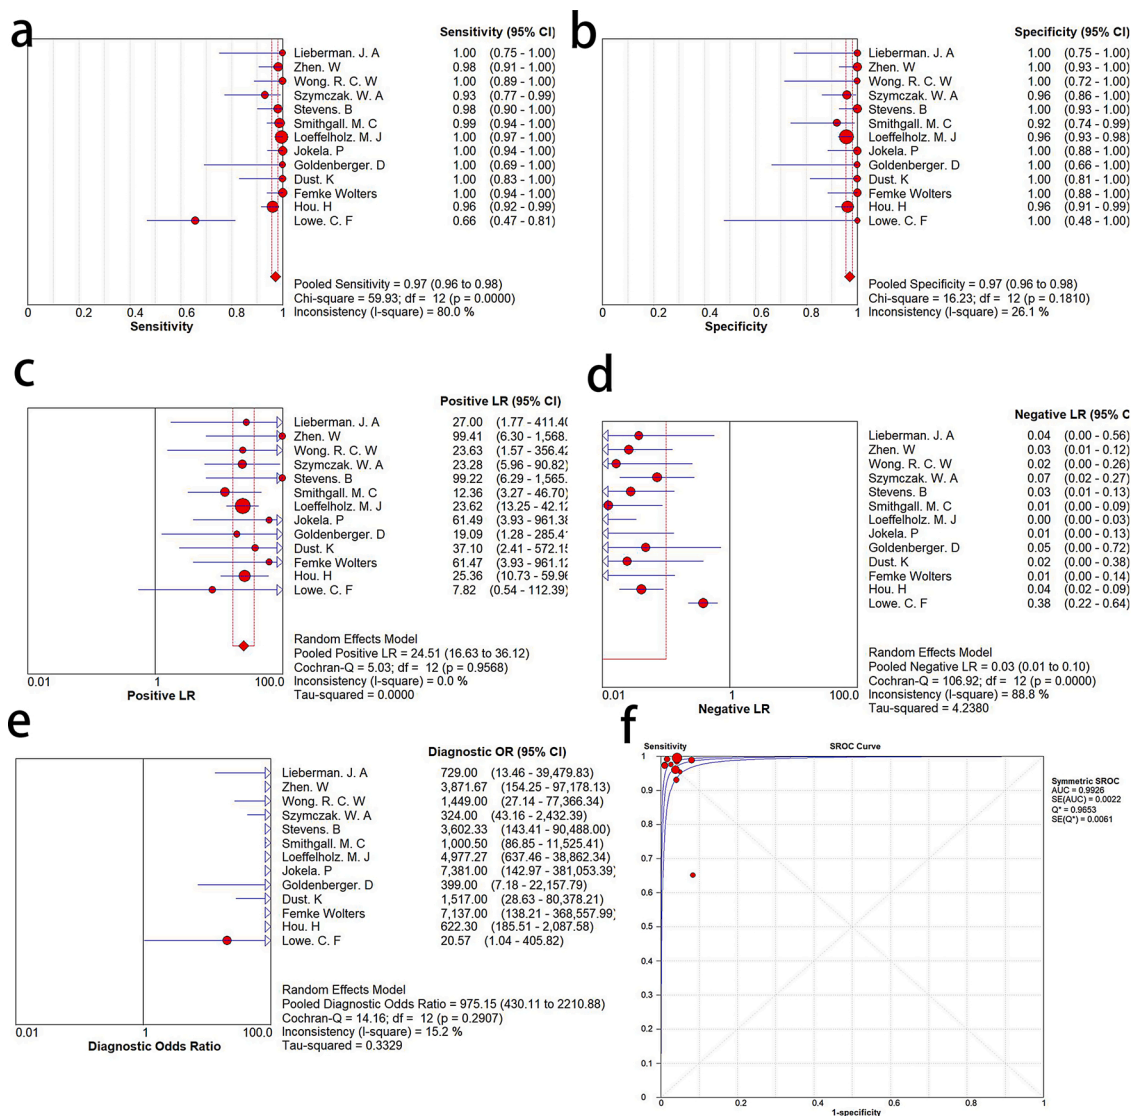 a
Sensitivity (95% CI)
Lieberman. J. A 1.00 (0.75 - 1.00)
Zhen. W 0.98 (0.91 - 1.00)
Wong. R. C. W 1.00 (0.89 - 1.00)
Szymczak. W. A 0.93 (0.77 - 0.99)
Stevens. B 0.98 (0.90 - 1.00)
Smithgall. M. C 0.99 (0.94 - 1.00)
Loeffelholz. M. J 1.00 (0.97 - 1.00)
Jokela. P 1.00 (0.94 - 1.00)
Goldenberger. D 1.00 (0.69 - 1.00)
Dust. K 1.00 (0.83 - 1.00)
Femke Wolters 1.00 (0.94 - 1.00)
Hou. H 0.96 (0.92 - 0.99)
Lowe. C. F 0.66 (0.47 - 0.81)
Pooled Sensitivity = 0.97 (0.96 to 0.98)
Chi-square = 59.93; df = 12 (p = 0.0000)
Inconsistency (I-square) = 80.0 %
0 0.2 0.4 0.6 0.8 1
Sensitivity
b
Specificity (95% CI)
Lieberman. J. A 1.00 (0.75 - 1.00)
Zhen. W 1.00 (0.93 - 1.00)
Wong. R. C. W 1.00 (0.72 - 1.00)
Szymczak. W. A 0.96 (0.86 - 1.00)
Stevens. B 1.00 (0.93 - 1.00)
Smithgall. M. C 0.92 (0.74 - 0.99)
Loeffelholz. M. J 0.96 (0.93 - 0.98)
Jokela. P 1.00 (0.88 - 1.00)
Goldenberger. D 1.00 (0.66 - 1.00)
Dust. K 1.00 (0.81 - 1.00)
Femke Wolters 1.00 (0.88 - 1.00)
Hou. H 0.96 (0.91 - 0.99)
Lowe. C. F 1.00 (0.48 - 1.00)
Pooled Specificity = 0.97 (0.96 to 0.98)
Chi-square = 16.23; df = 12 (p = 0.1810)
Inconsistency (I-square) = 26.1 %
0 0.2 0.4 0.6 0.8 1
Specificity
c
Positive LR (95% CI)
Lieberman. J. A 27.00 (1.77 - 411.40
Zhen. W 99.41 (6.30 - 1,568.
Wong. R. C. W 23.63 (1.57 - 356.42
Szymczak. W. A 23.28 (5.96 - 90.82)
Stevens. B 99.22 (6.29 - 1,565.
Smithgall. M. C 12.36 (3.27 - 46.70)
Loeffelholz. M. J 23.62 (13.25 - 42.12
Jokela. P 61.49 (3.93 - 961.38
Goldenberger. D 19.09 (1.28 - 285.4
Dust. K 37.10 (2.41 - 572.15
Femke Wolters 61.47 (3.93 - 961.12
Hou. H 25.36 (10.73 - 59.96
Lowe. C. F 7.82 (0.54 - 112.39)
Random Effects Model
Pooled Positive LR = 24.51 (16.63 to 36.12)
Cochran-Q = 5.03; df = 12 (p = 0.9568)
Inconsistency (I-square) = 0.0 %
Tau-squared = 0.0000
0.01 1 100.0
Positive LR
d
Negative LR (95% C
Lieberman. J. A 0.04 (0.00 - 0.56)
Zhen. W 0.03 (0.01 - 0.12)
Wong. R. C. W 0.02 (0.00 - 0.26)
Szymczak. W. A 0.07 (0.02 - 0.27)
Stevens. B 0.03 (0.01 - 0.13)
Smithgall. M. C 0.01 (0.00 - 0.09)
Loeffelholz. M. J 0.00 (0.00 - 0.03)
Jokela. P 0.01 (0.00 - 0.13)
Goldenberger. D 0.05 (0.00 - 0.72)
Dust. K 0.02 (0.00 - 0.38)
Femke Wolters 0.01 (0.00 - 0.14)
Hou. H 0.04 (0.02 - 0.09)
Lowe. C. F 0.38 (0.22 - 0.64)
Random Effects Model
Pooled Negative LR = 0.03 (0.01 to 0.10)
Cochran-Q = 106.92; df = 12 (p = 0.0000)
Inconsistency (I-square) = 88.8 %
Tau-squared = 4.2380
0.01 1 100.0
Negative LR
e
Diagnostic OR (95% CI)
Lieberman. J. A 729.00 (13.46 - 39,479.83)
Zhen. W 3,871.67 (154.25 - 97,178.13)
Wong. R. C. W 1,449.00 (27.14 - 77,366.34)
Szymczak. W. A 324.00 (43.16 - 2,432.39)
Stevens. B 3,602.33 (143.41 - 90,488.00)
Smithgall. M. C 1,000.50 (86.85 - 11,525.41)
Loeffelholz. M. J 4,977.27 (637.46 - 38,862.34)
Jokela. P 7,381.00 (142.97 - 381,053.39)
Goldenberger. D 399.00 (7.18 - 22,157.79)
Dust. K 1,517.00 (28.63 - 80,378.21)
Femke Wolters 7,137.00 (138.21 - 368,557.99)
Hou. H 622.30 (185.51 - 2,087.58)
Lowe. C. F 20.57 (1.04 - 405.82)
Random Effects Model
Pooled Diagnostic Odds Ratio = 975.15 (430.11 to 2210.88)
Cochran-Q = 14.16; df = 12 (p = 0.2907)
Inconsistency (I-square) = 15.2 %
Tau-squared = 0.3329
0.01 1 100.0
Diagnostic Odds Ratio
f
Sensitivity SROC Curve
1
0.9
0.8
0.7
0.6
0.5
0.4
0.3
0.2
0.1
0
Symmetric SROC
AUC = 0.9926
SE(AUC) = 0.0022
Q* = 0.9653
SE(Q*) = 0.0061
0 0.2 0.4 0.6 0.8 1
1-specificity